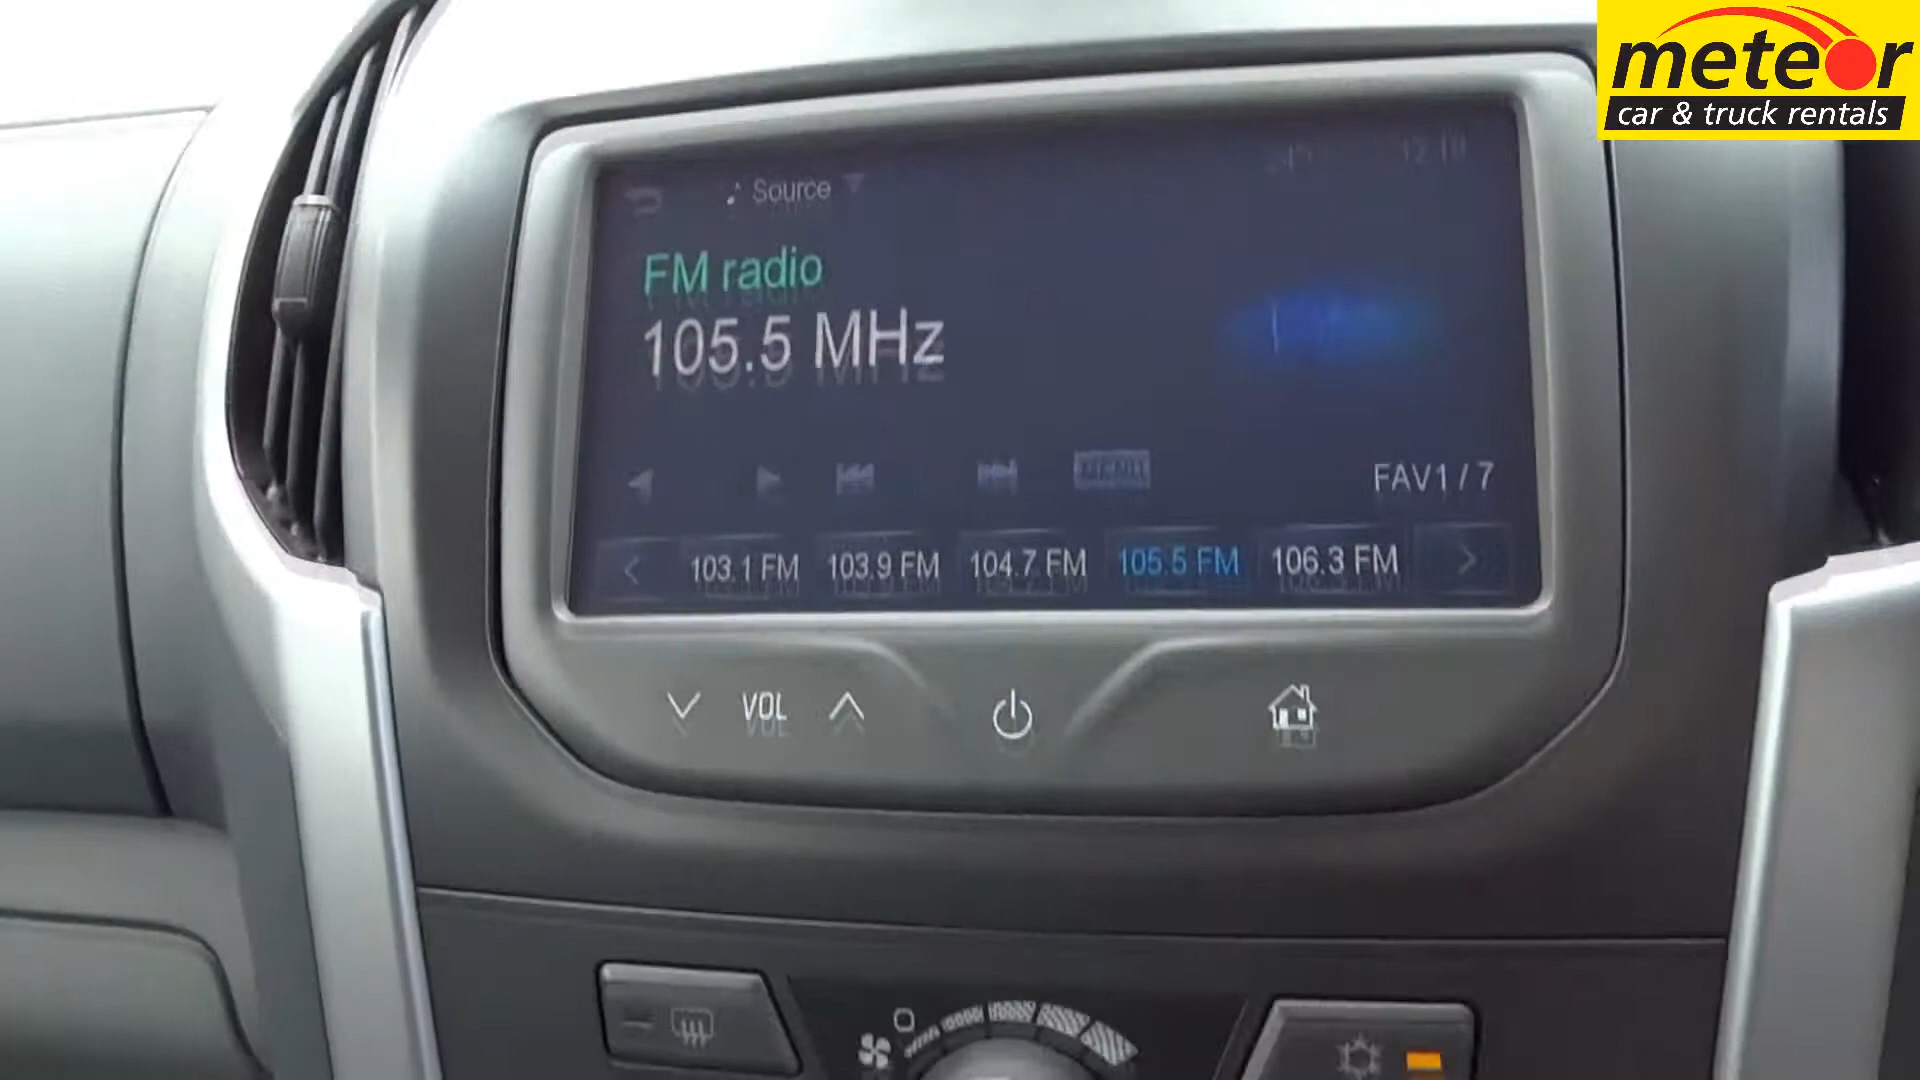 meteor
car & truck rentals
Source
FM radio
105.5 MHz
FAV1 / 7
103.1 FM 103.9 FM 104.7 FM 105.5 FM 106.3 FM
VOL